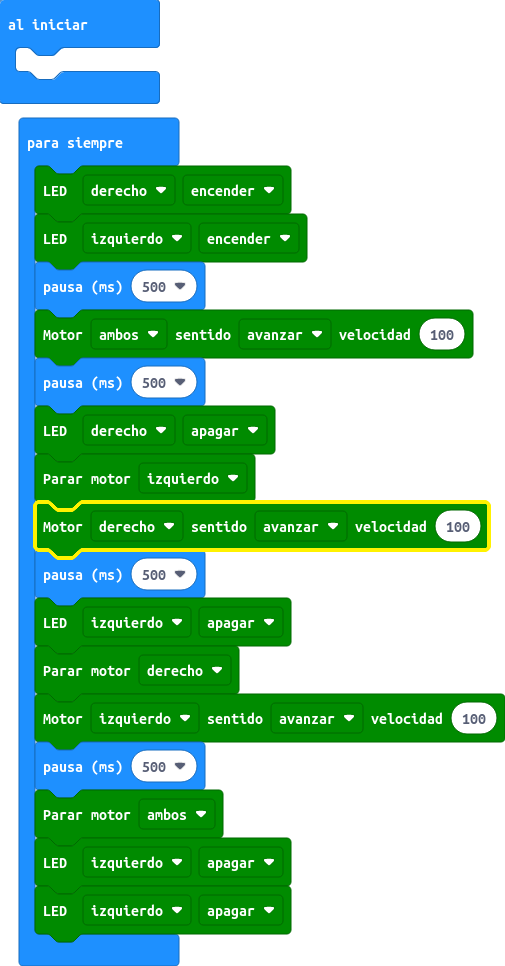 al iniciar
para siempre
LED derecho encender
LED izquierdo encender
pausa (ms) 500
Motor ambos sentido avanzar velocidad 100
pausa (ms) 500
LED derecho apagar
Parar motor izquierdo
Motor derecho sentido avanzar velocidad 100
pausa (ms) 500
LED izquierdo apagar
Parar motor derecho
Motor izquierdo sentido avanzar velocidad 100
pausa (ms) 500
Parar motor ambos
LED izquierdo apagar
LED izquierdo apagar